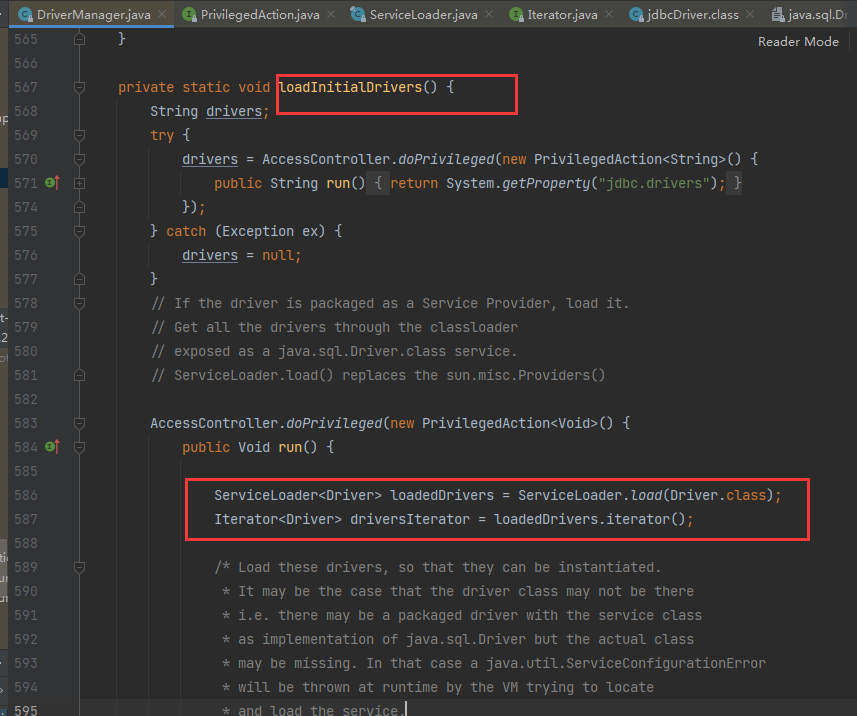 DriverManager.java PrivilegedAction.java ServiceLoader.java Iterator.java jdbcDriver.class java.sql.Dr
Reader Mode
565 }
566
567 private static void loadInitialDrivers() {
568 String drivers;
569 try {
570 drivers = AccessController.doPrivileged(new PrivilegedAction<String>() {
571 public String run() { return System.getProperty("jdbc.drivers"); }
574 });
575 } catch (Exception ex) {
576 drivers = null;
577 }
578 // If the driver is packaged as a Service Provider, load it.
579 // Get all the drivers through the classloader
580 // exposed as a java.sql.Driver.class service.
581 // ServiceLoader.load() replaces the sun.misc.Providers()
582
583 AccessController.doPrivileged(new PrivilegedAction<Void>() {
584 public Void run() {
585
586 ServiceLoader<Driver> loadedDrivers = ServiceLoader.load(Driver.class);
587 Iterator<Driver> driversIterator = loadedDrivers.iterator();
588
589 /* Load these drivers, so that they can be instantiated.
590 * It may be the case that the driver class may not be there
591 * i.e. there may be a packaged driver with the service class
592 * as implementation of java.sql.Driver but the actual class
593 * may be missing. In that case a java.util.ServiceConfigurationError
594 * will be thrown at runtime by the VM trying to locate
595 * and load the service.